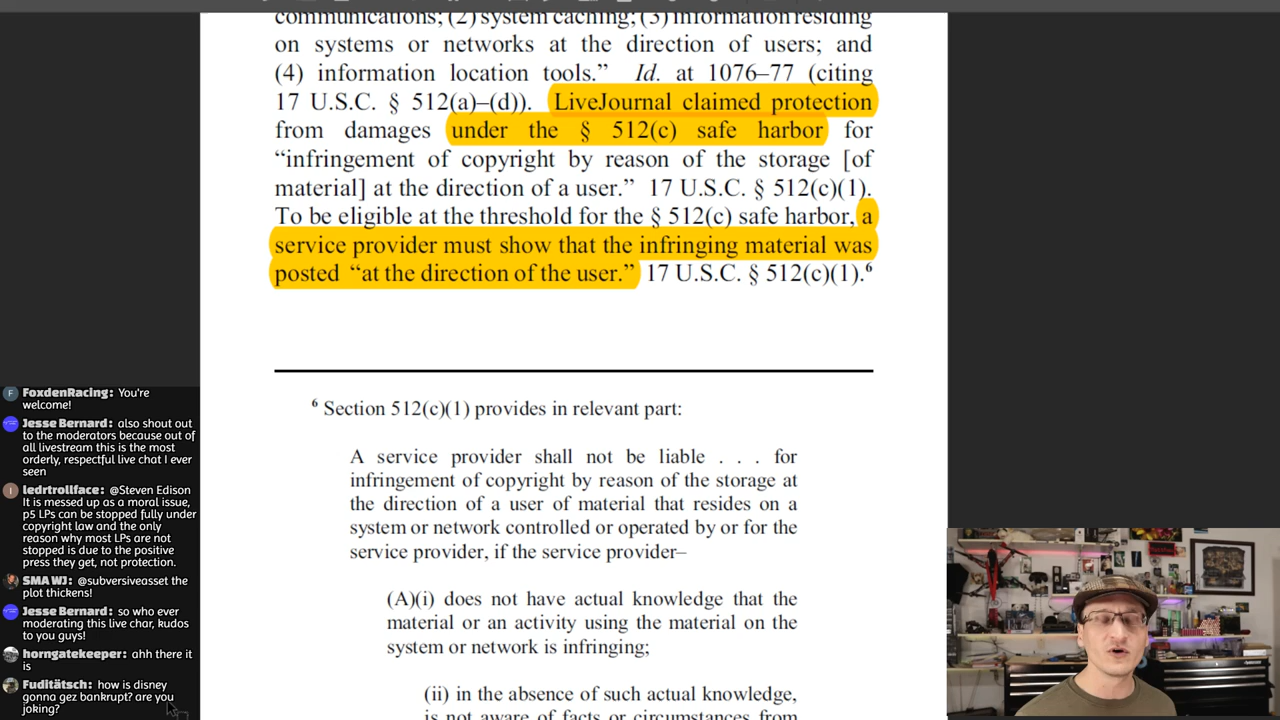 communications; (2) system caching; (3) information residing
on systems or networks at the direction of users; and
(4) information location tools.” Id. at 1076–77 (citing
17 U.S.C. § 512(a)–(d)). LiveJournal claimed protection
from damages under the § 512(c) safe harbor for
“infringement of copyright by reason of the storage [of
material] at the direction of a user.” 17 U.S.C. § 512(c)(1).
To be eligible at the threshold for the § 512(c) safe harbor, a
service provider must show that the infringing material was
posted “at the direction of the user.” 17 U.S.C. § 512(c)(1).⁶
⁶ Section 512(c)(1) provides in relevant part:
A service provider shall not be liable . . . for
infringement of copyright by reason of the storage at
the direction of a user of material that resides on a
system or network controlled or operated by or for the
service provider, if the service provider–
(A)(i) does not have actual knowledge that the
material or an activity using the material on the
system or network is infringing;
(ii) in the absence of such actual knowledge,
is not aware of facts or circumstances from
FoxdenRacing: You're
welcome!
Jesse Bernard: also shout out
to the moderators because out of
all livestream this is the most
orderly, respectful live chat I ever
seen
ledrtrollface: @Steven Edison
It is messed up as a moral issue,
p5 LPs can be stopped fully under
copyright law and the only
reason why most LPs are not
stopped is due to the positive
press they get, not protection.
SMA WJ: @subversiveasset the
plot thickens!
Jesse Bernard: so who ever
moderating this live char, kudos
to you guys!
horngatekeeper: ahh there it
is
Fuditätsch: how is disney
gonna gez bankrupt? are you
joking?